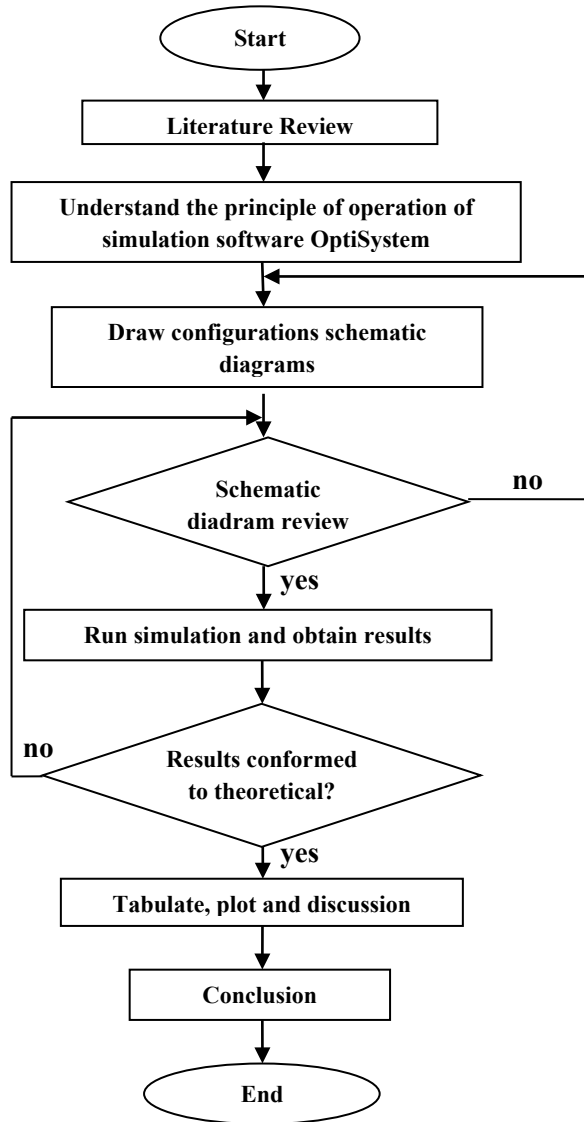 Start
Literature Review
Understand the principle of operation of
simulation software OptiSystem
Draw configurations schematic
diagrams
Schematic
diadram review
no
yes
Run simulation and obtain results
no
Results conformed
to theoretical?
yes
Tabulate, plot and discussion
Conclusion
End